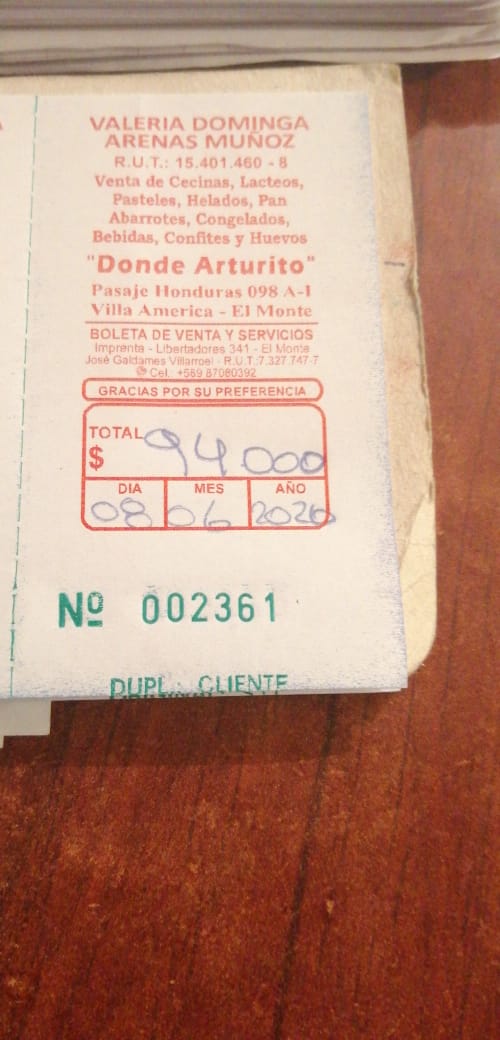 VALERIA DOMINGA
ARENAS MUÑOZ
R.U.T.: 15.401.460 - 8
Venta de Cecinas, Lacteos,
Pasteles, Helados, Pan
Abarrotes, Congelados,
Bebidas, Confites y Huevos
"Donde Arturito"
Pasaje Honduras 098 A-1
Villa America - El Monte
BOLETA DE VENTA Y SERVICIOS
Imprenta - Libertadores 341 - El Monte
José Galdames Villarroel - R.U.T.:7.327.747-7
Cel. +569 87080392
GRACIAS POR SU PREFERENCIA
TOTAL
$ 94.000
DIA MES AÑO
08 06 2020
Nº 002361
DUPL.: CLIENTE